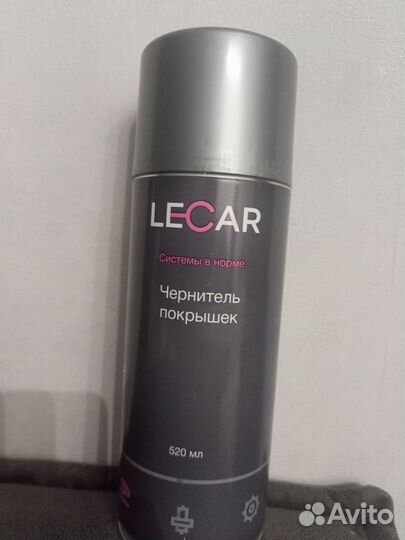 LECAR
Системы в норме
Чернитель
покрышек
520 мл
Avito